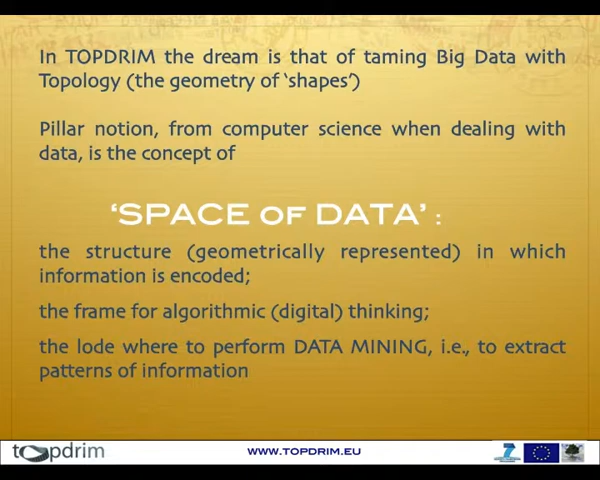 In TOPDRIM the dream is that of taming Big Data with
Topology (the geometry of ‘shapes’)
Pillar notion, from computer science when dealing with
data, is the concept of
‘SPACE OF DATA’ :
the structure (geometrically represented) in which
information is encoded;
the frame for algorithmic (digital) thinking;
the lode where to perform DATA MINING, i.e., to extract
patterns of information
topdrim
WWW.TOPDRIM.EU